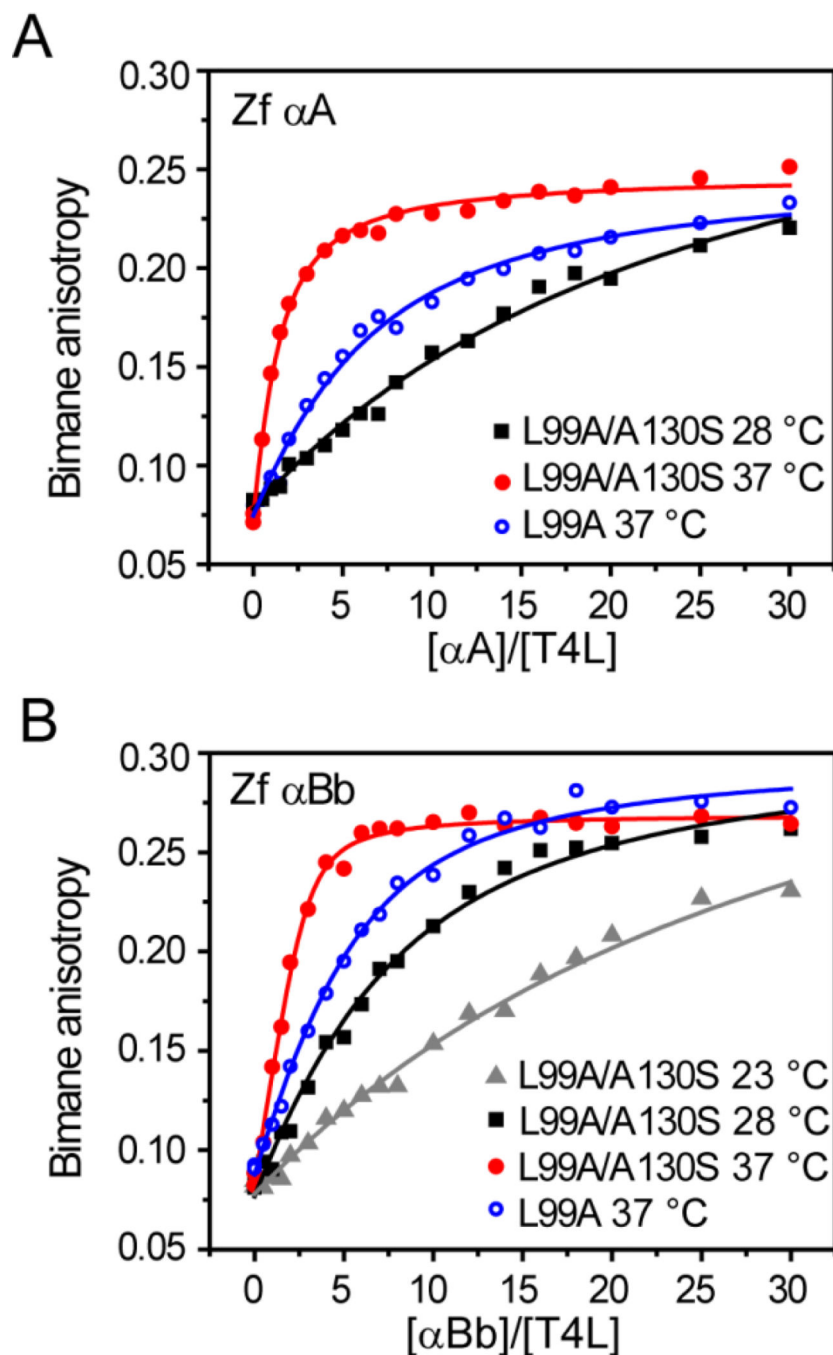 A
Zf αA
0.30
0.25
0.20
0.15
0.10
0.05
Bimane anisotropy
L99A/A130S 28 °C
L99A/A130S 37 °C
L99A 37 °C
0 5 10 15 20 25 30
[αA]/[T4L]
B
Zf αBb
0.30
0.25
0.20
0.15
0.10
0.05
Bimane anisotropy
L99A/A130S 23 °C
L99A/A130S 28 °C
L99A/A130S 37 °C
L99A 37 °C
0 5 10 15 20 25 30
[αBb]/[T4L]